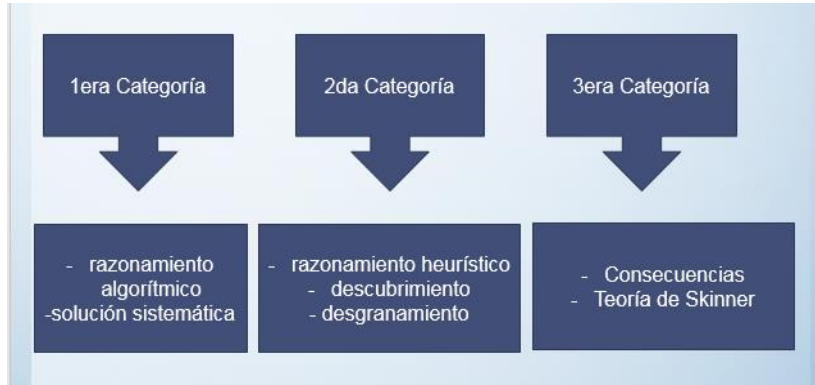 1era Categoría
2da Categoría
3era Categoría
- razonamiento
algorítmico
-solución sistemática
- razonamiento heurístico
- descubrimiento
- desgranamiento
- Consecuencias
- Teoría de Skinner